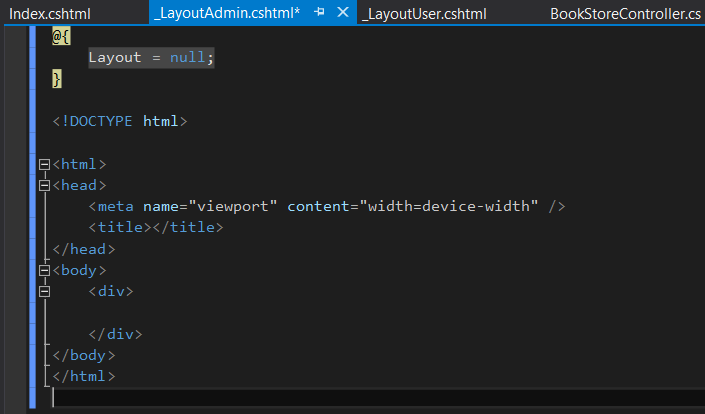 Index.cshtml
_LayoutAdmin.cshtml*
_LayoutUser.cshtml
BookStoreController.cs
@{
    Layout = null;
}
<!DOCTYPE html>
<html>
<head>
    <meta name="viewport" content="width=device-width" />
    <title></title>
</head>
<body>
    <div>
    </div>
</body>
</html>